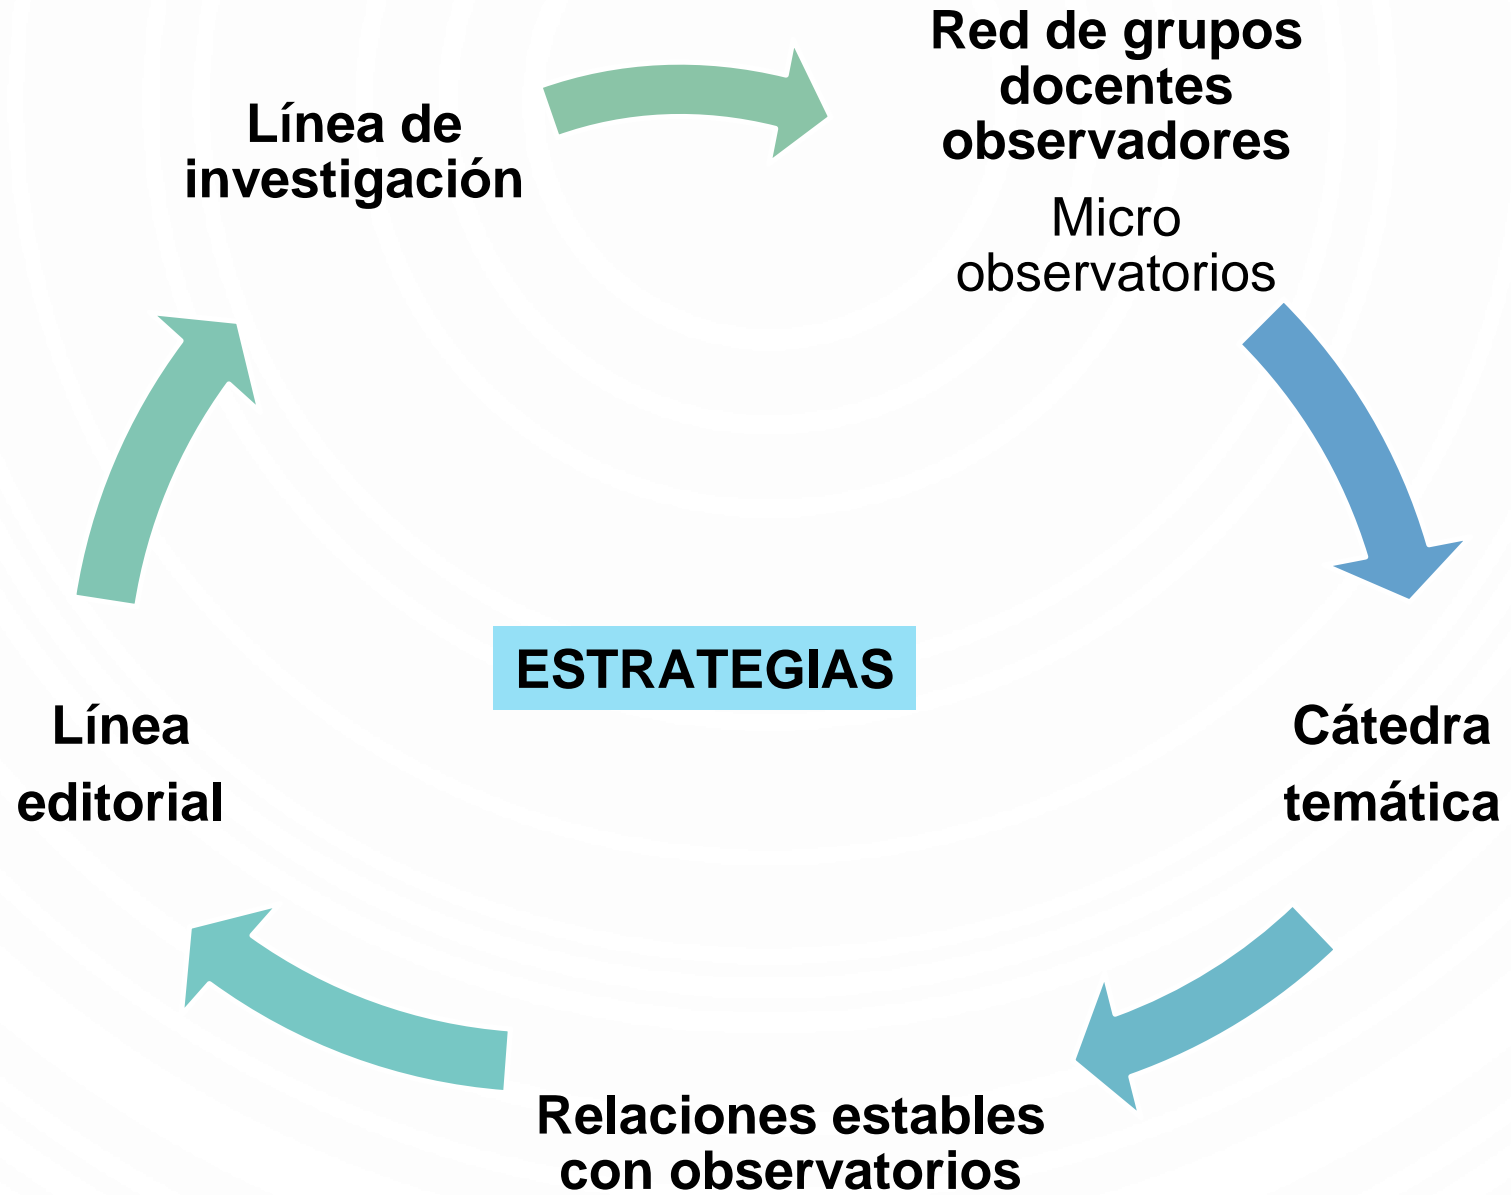 Red de grupos
docentes
observadores
Micro
observatorios
Línea de
investigación
ESTRATEGIAS
Línea
editorial
Cátedra
temática
Relaciones estables
con observatorios